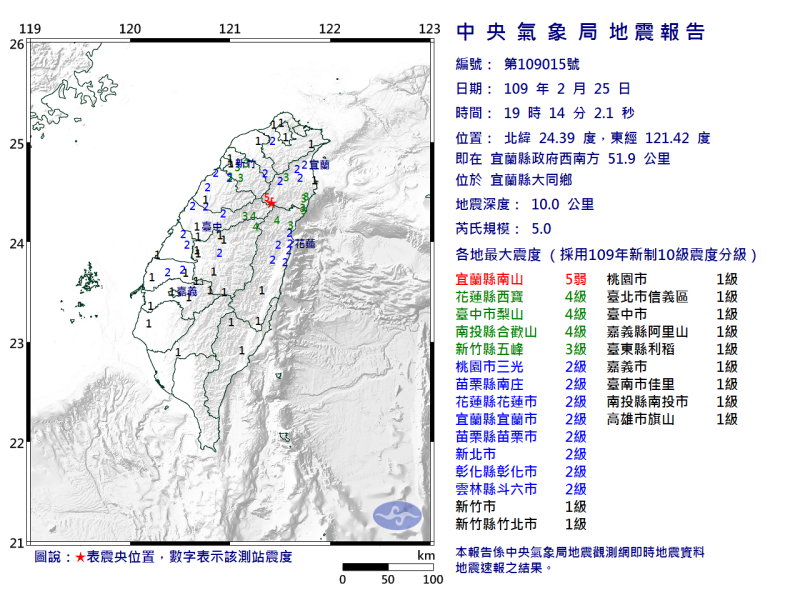 119
120
121
122
123
26
25
24
23
22
21
新竹
宜蘭
臺中
花蓮
嘉義
圖說：★表震央位置，數字表示該測站震度
km
0 50 100
中央氣象局地震報告
編號： 第109015號
日期： 109 年 2 月 25 日
時間： 19 時 14 分 2.1 秒
位置： 北緯 24.39 度，東經 121.42 度
即在 宜蘭縣政府西南方 51.9 公里
位於 宜蘭縣大同鄉
地震深度： 10.0 公里
芮氏規模： 5.0
各地最大震度（採用109年新制10級震度分級）
宜蘭縣南山 5弱 桃園市 1級
花蓮縣西寶 4級 臺北市信義區 1級
臺中市梨山 4級 臺中市 1級
南投縣合歡山 4級 嘉義縣阿里山 1級
新竹縣五峰 3級 臺東縣利稻 1級
桃園市三光 2級 嘉義市 1級
苗栗縣南庄 2級 臺南市佳里 1級
花蓮縣花蓮市 2級 南投縣南投市 1級
宜蘭縣宜蘭市 2級 高雄市旗山 1級
苗栗縣苗栗市 2級
新北市 2級
彰化縣彰化市 2級
雲林縣斗六市 2級
新竹市 1級
新竹縣竹北市 1級
本報告係中央氣象局地震觀測網即時地震資料
地震速報之結果。